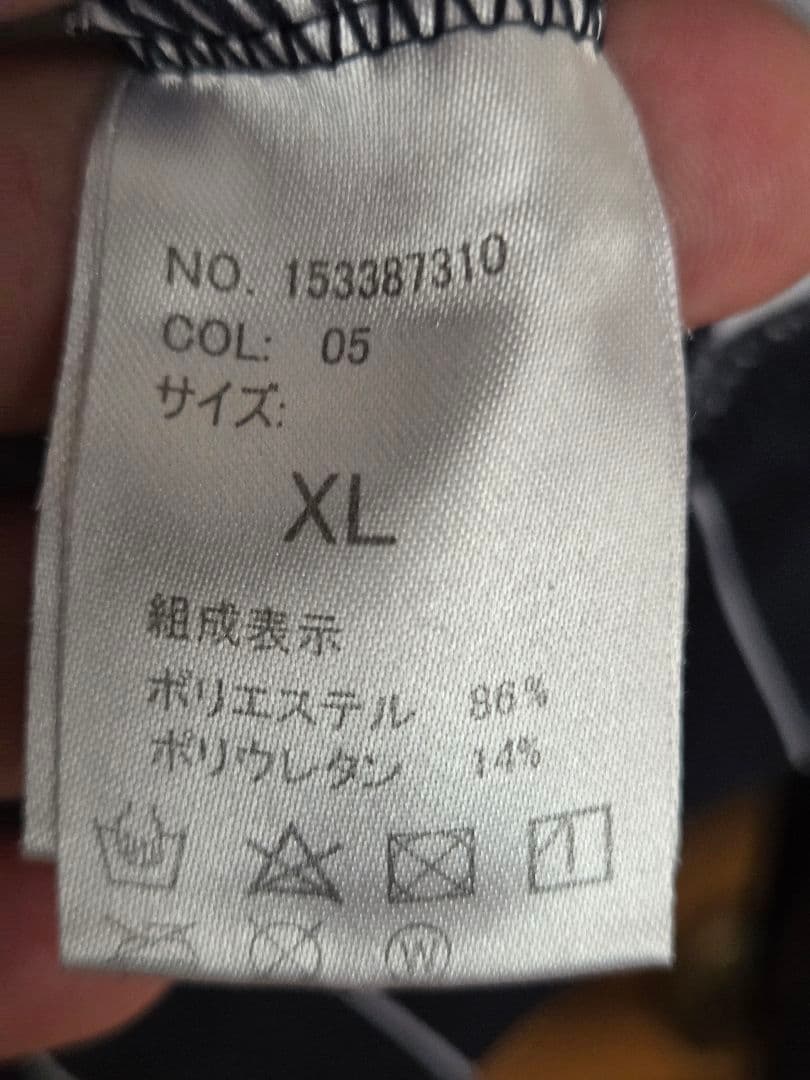 NO. 153387310
COL: 05
サイズ:
XL
組成表示
ポリエステル 86%
ポリウレタン 14%
W